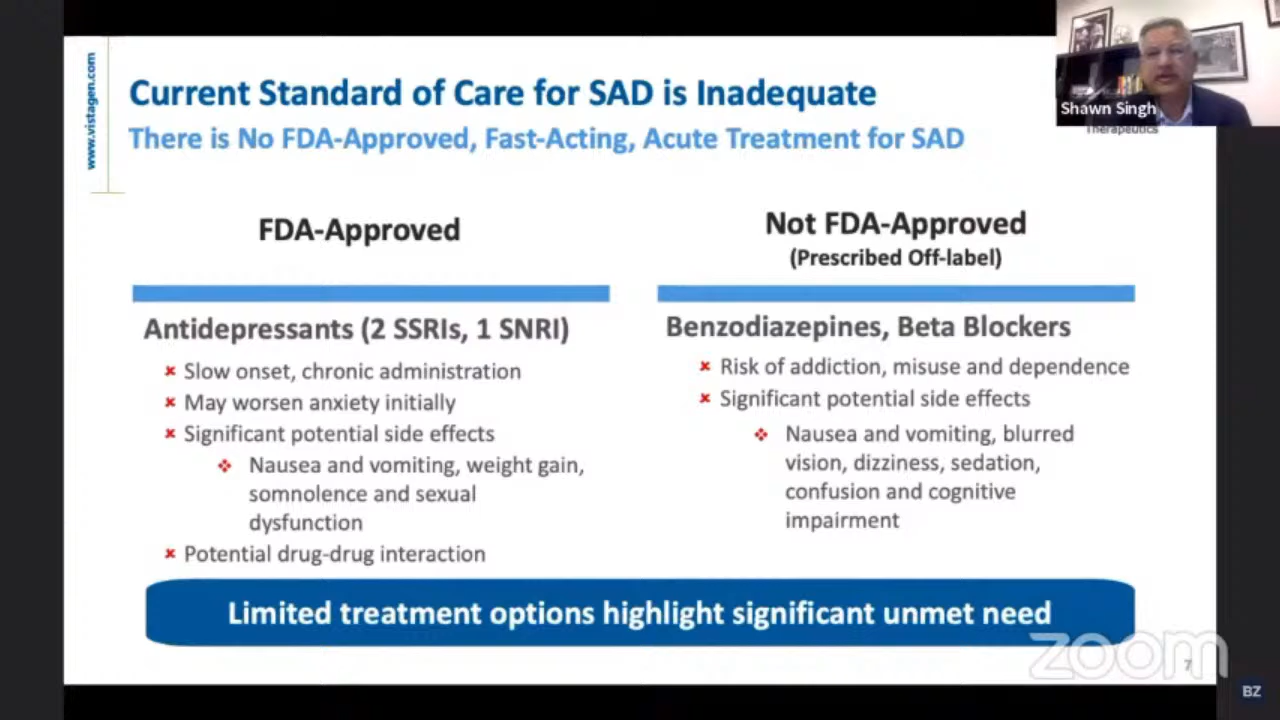 www.vistagen.com
Current Standard of Care for SAD is Inadequate
There is No FDA-Approved, Fast-Acting, Acute Treatment for SAD
Shawn Singh
Therapeutics
FDA-Approved
Antidepressants (2 SSRIs, 1 SNRI)
× Slow onset, chronic administration
× May worsen anxiety initially
× Significant potential side effects
❖ Nausea and vomiting, weight gain,
somnolence and sexual
dysfunction
× Potential drug-drug interaction
Not FDA-Approved
(Prescribed Off-label)
Benzodiazepines, Beta Blockers
× Risk of addiction, misuse and dependence
× Significant potential side effects
❖ Nausea and vomiting, blurred
vision, dizziness, sedation,
confusion and cognitive
impairment
Limited treatment options highlight significant unmet need
zoom
7
BZ